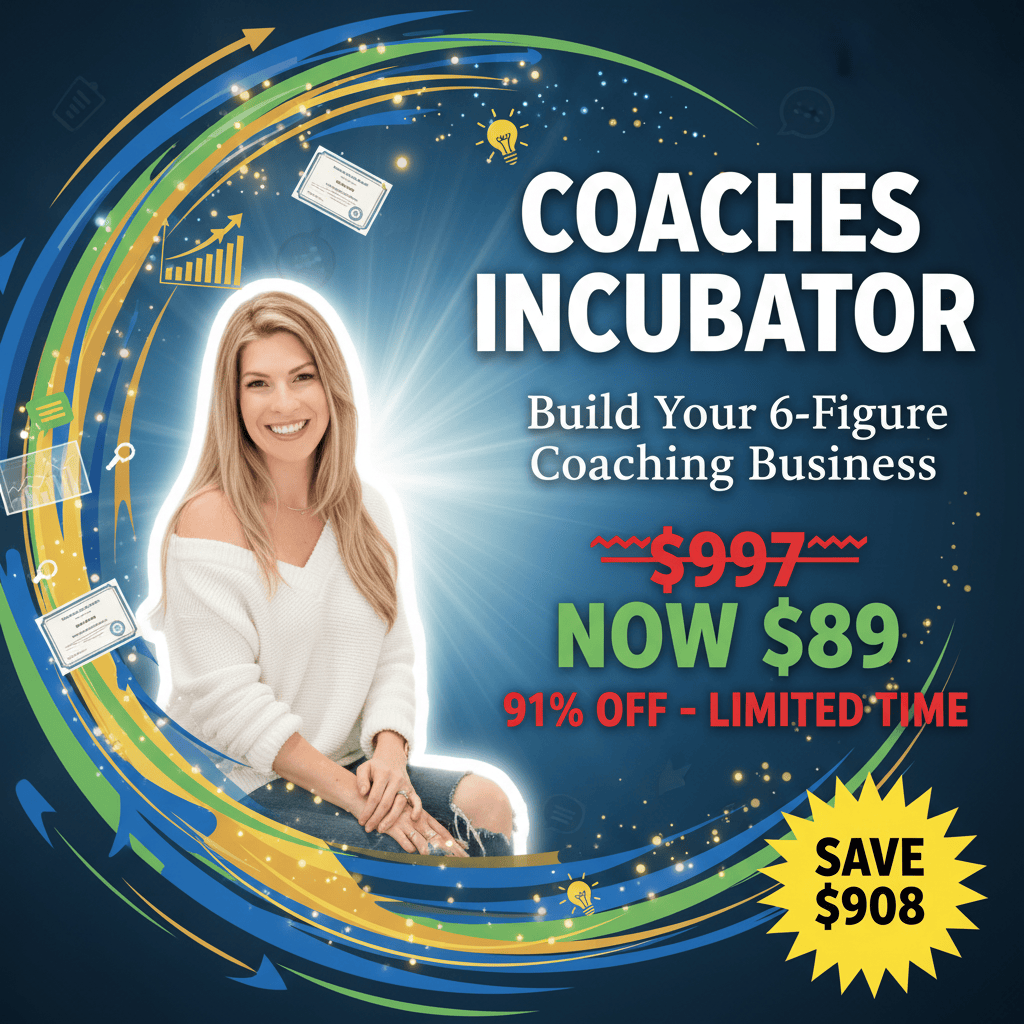 COACHES
INCUBATOR
Build Your 6-Figure
Coaching Business
$997
NOW $89
91% OFF - LIMITED TIME
SAVE
$908